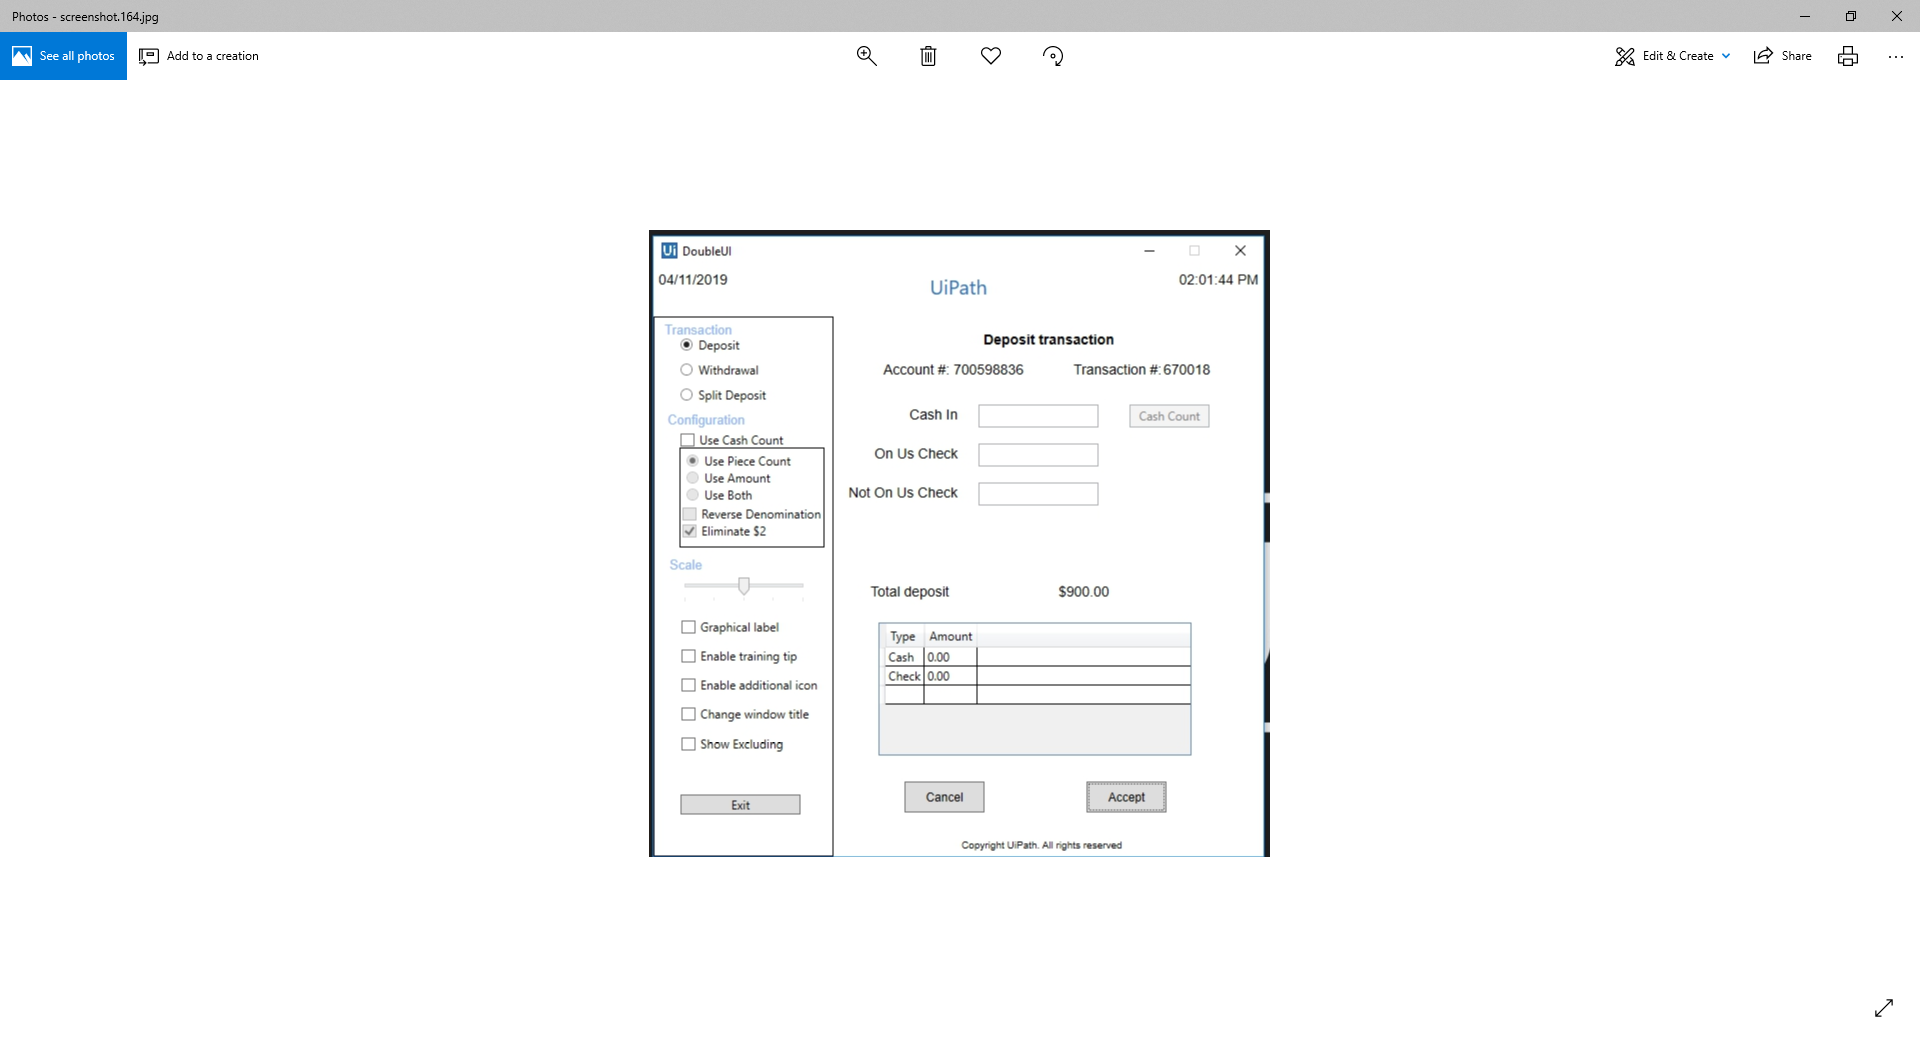 Photos - screenshot.164.jpg
See all photos
Add to a creation
Edit & Create
Share
Ui DoubleUI
04/11/2019
UiPath
02:01:44 PM
Transaction
Deposit
Withdrawal
Split Deposit
Configuration
Use Cash Count
Use Piece Count
Use Amount
Use Both
Reverse Denomination
Eliminate $2
Scale
Graphical label
Enable training tip
Enable additional icon
Change window title
Show Excluding
Exit
Deposit transaction
Account #: 700598836 Transaction #: 670018
Cash In Cash Count
On Us Check
Not On Us Check
Total deposit $900.00
Type Amount
Cash 0.00
Check 0.00
Cancel Accept
Copyright UiPath. All rights reserved